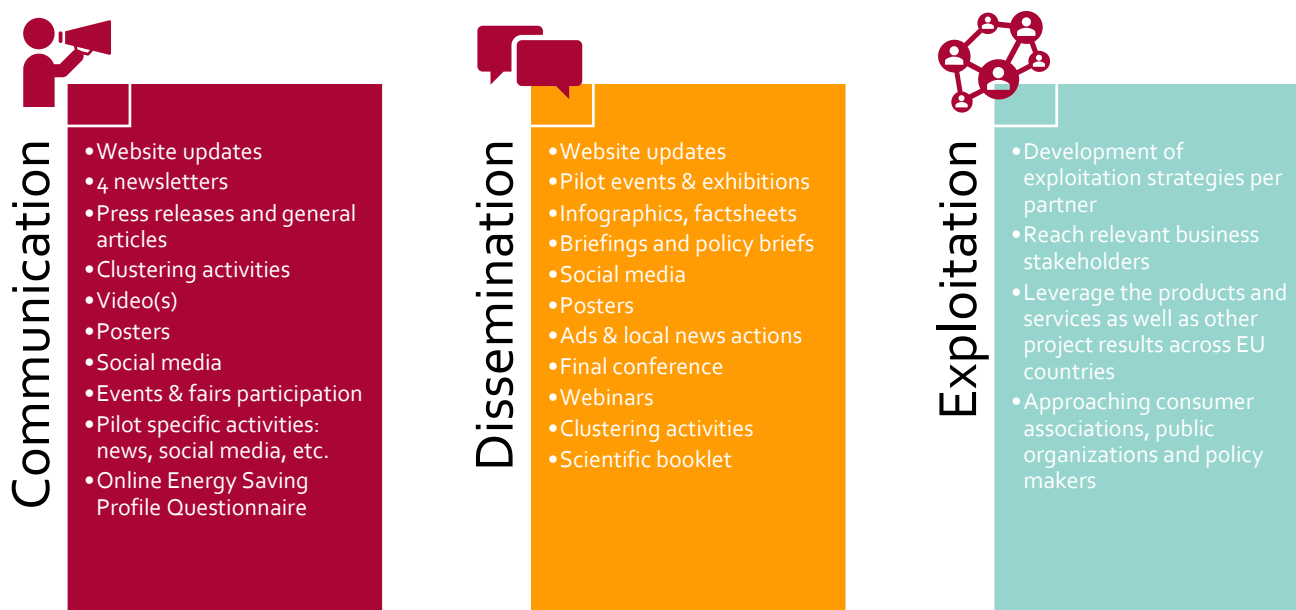 Communication
•Website updates
•4 newsletters
•Press releases and general
articles
•Clustering activities
•Video(s)
•Posters
•Social media
•Events & fairs participation
•Pilot specific activities:
news, social media, etc.
•Online Energy Saving
Profile Questionnaire
Dissemination
•Website updates
•Pilot events & exhibitions
•Infographics, factsheets
•Briefings and policy briefs
•Social media
•Posters
•Ads & local news actions
•Final conference
•Webinars
•Clustering activities
•Scientific booklet
Exploitation
•Development of
exploitation strategies per
partner
•Reach relevant business
stakeholders
•Leverage the products and
services as well as other
project results across EU
countries
•Approaching consumer
associations, public
organizations and policy
makers